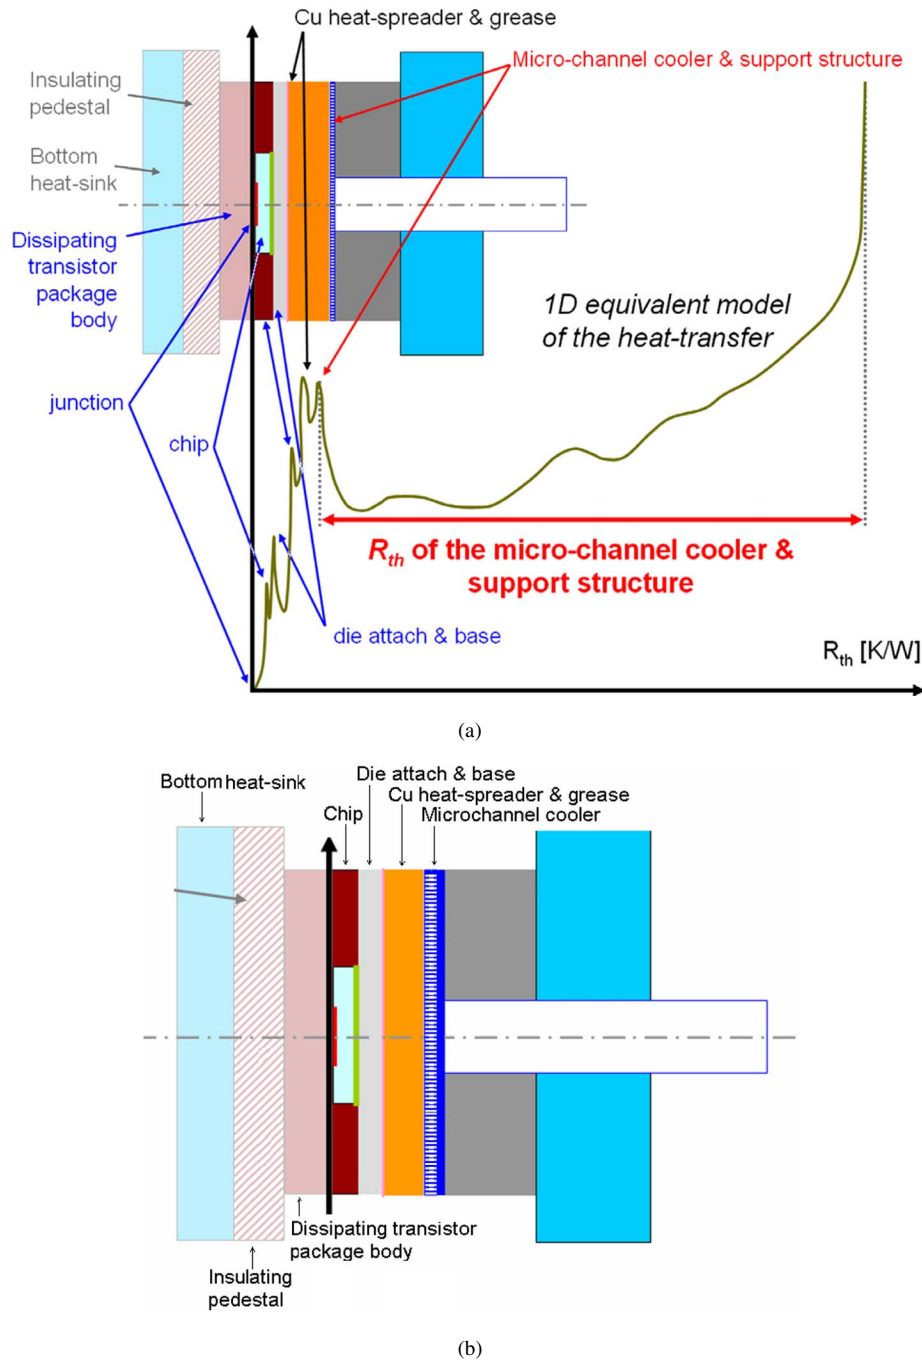 Cu heat-spreader & grease
Micro-channel cooler & support structure
Insulating
pedestal
Bottom
heat-sink
Dissipating
transistor
package
body
1D equivalent model
of the heat-transfer
junction
chip
Rth of the micro-channel cooler &
support structure
die attach & base
Rth [K/W]
(a)
Die attach & base
Bottom heat-sink
Cu heat-spreader & grease
Chip
Microchannel cooler
Dissipating transistor
package body
Insulating
pedestal
(b)